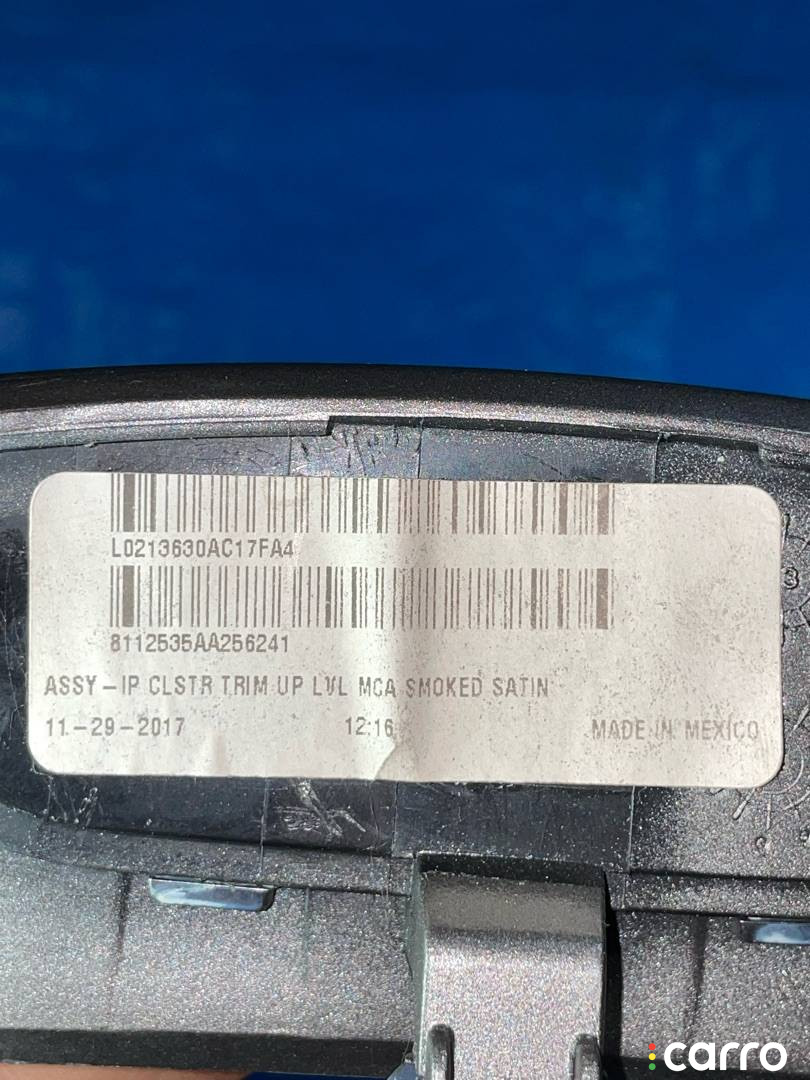 L0213630AC17FA4
8112535AA256241
ASSY-IP CLSTR TRIM UP LVL MCA SMOKED SATIN
11-29-2017 12:16 MADE IN MEXICO
carro